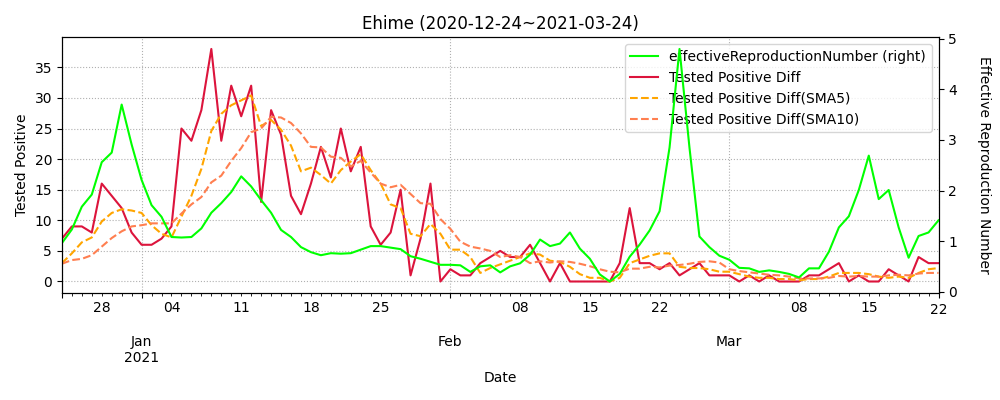 Ehime (2020-12-24~2021-03-24)
effectiveReproductionNumber (right)
Tested Positive Diff
Tested Positive Diff(SMA5)
Tested Positive Diff(SMA10)
Tested Positive
35
30
25
20
15
10
5
0
5
4
3
2
1
0
Effective Reproduction Number
28 04 11 18 25 08 15 22 08 15 22
Jan Feb Mar
2021
Date